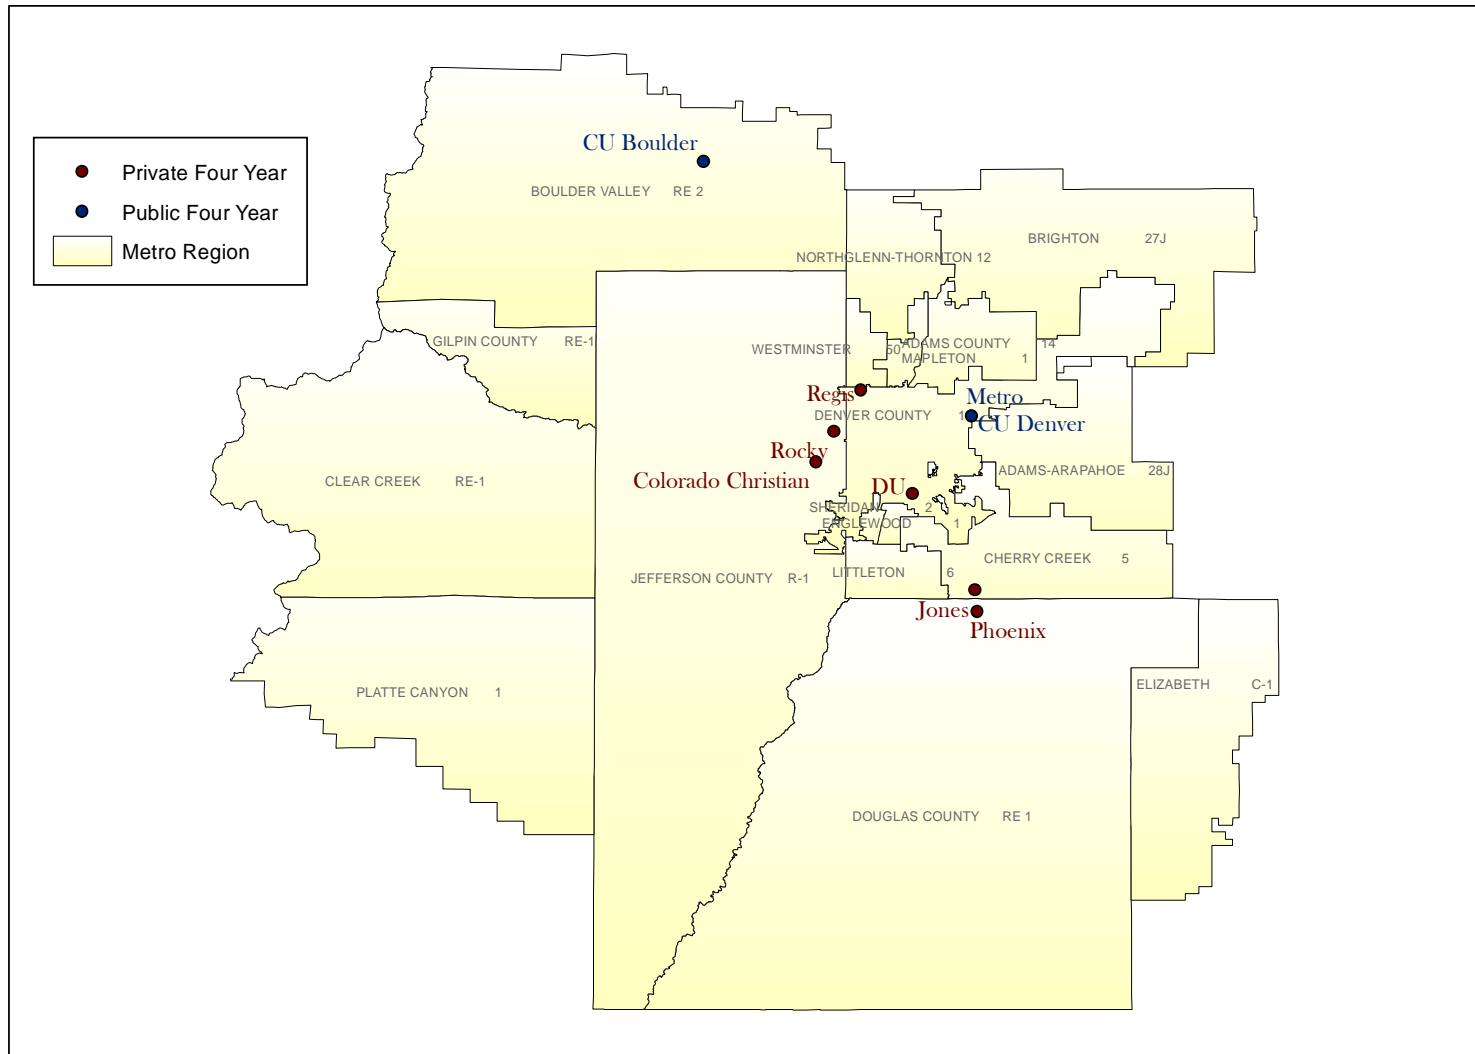 CU Boulder
Private Four Year
Public Four Year
BOULDER VALLEY RE 2
Metro Region
BRIGHTON 27J
NORTHGLENN-THORNTON 12
GILPIN COUNTY RE-1
WESTMINSTER 50
ADAMS COUNTY 14
MAPLETON 1
Regis
Metro
DENVER COUNTY 1
CU Denver
Rocky
ADAMS-ARAPAHOE 28J
Colorado Christian
CLEAR CREEK RE-1
DU
SHERIDAN 2
ENGLEWOOD 1
CHERRY CREEK 5
LITTLETON 6
JEFFERSON COUNTY R-1
Jones
Phoenix
ELIZABETH C-1
PLATTE CANYON 1
DOUGLAS COUNTY RE 1